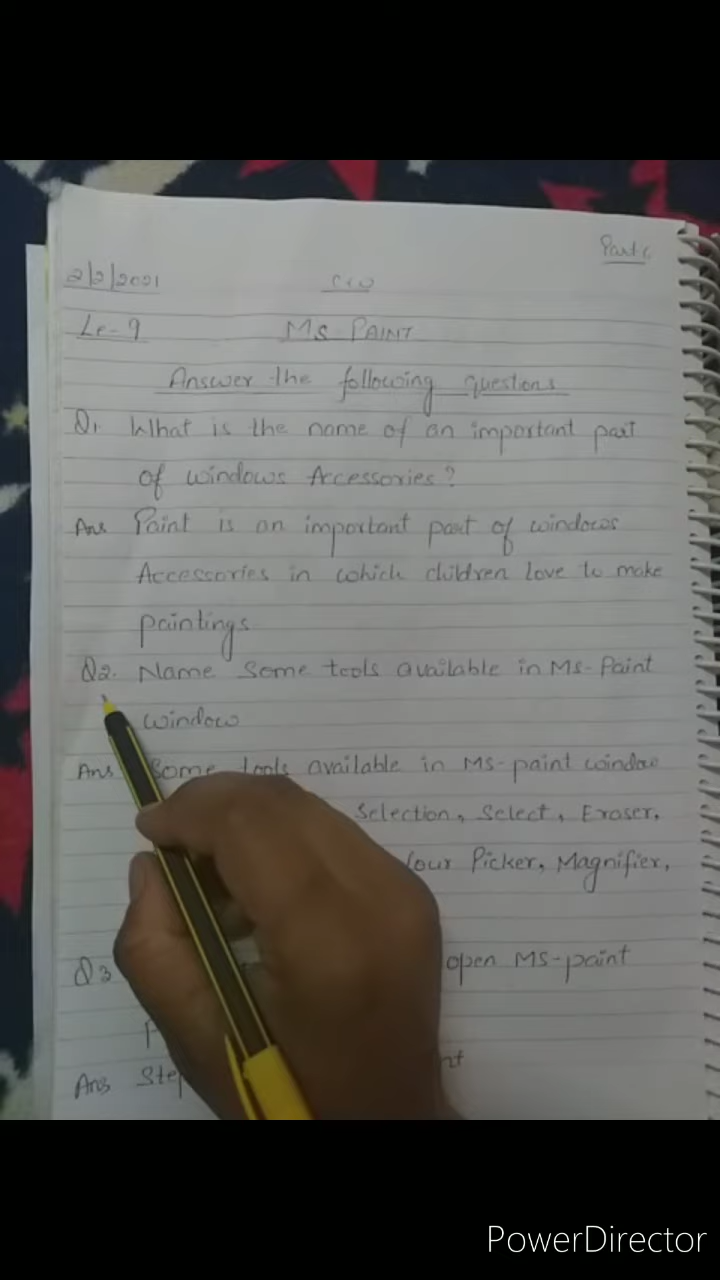 Part 6
2/2/2021 C.W
Le-9 MS PAINT
Answer the following questions
Q1. What is the name of an important part
of windows Accessories?
Ans Paint is an important part of windows
Accessories in which children love to make
paintings
Q2. Name Some tools available in MS-Paint
window
Ans Some tools available in MS-paint window
Selection, Select, Eraser,
lour Picker, Magnifier,
Q3 open MS-paint
Ans Step nt
PowerDirector